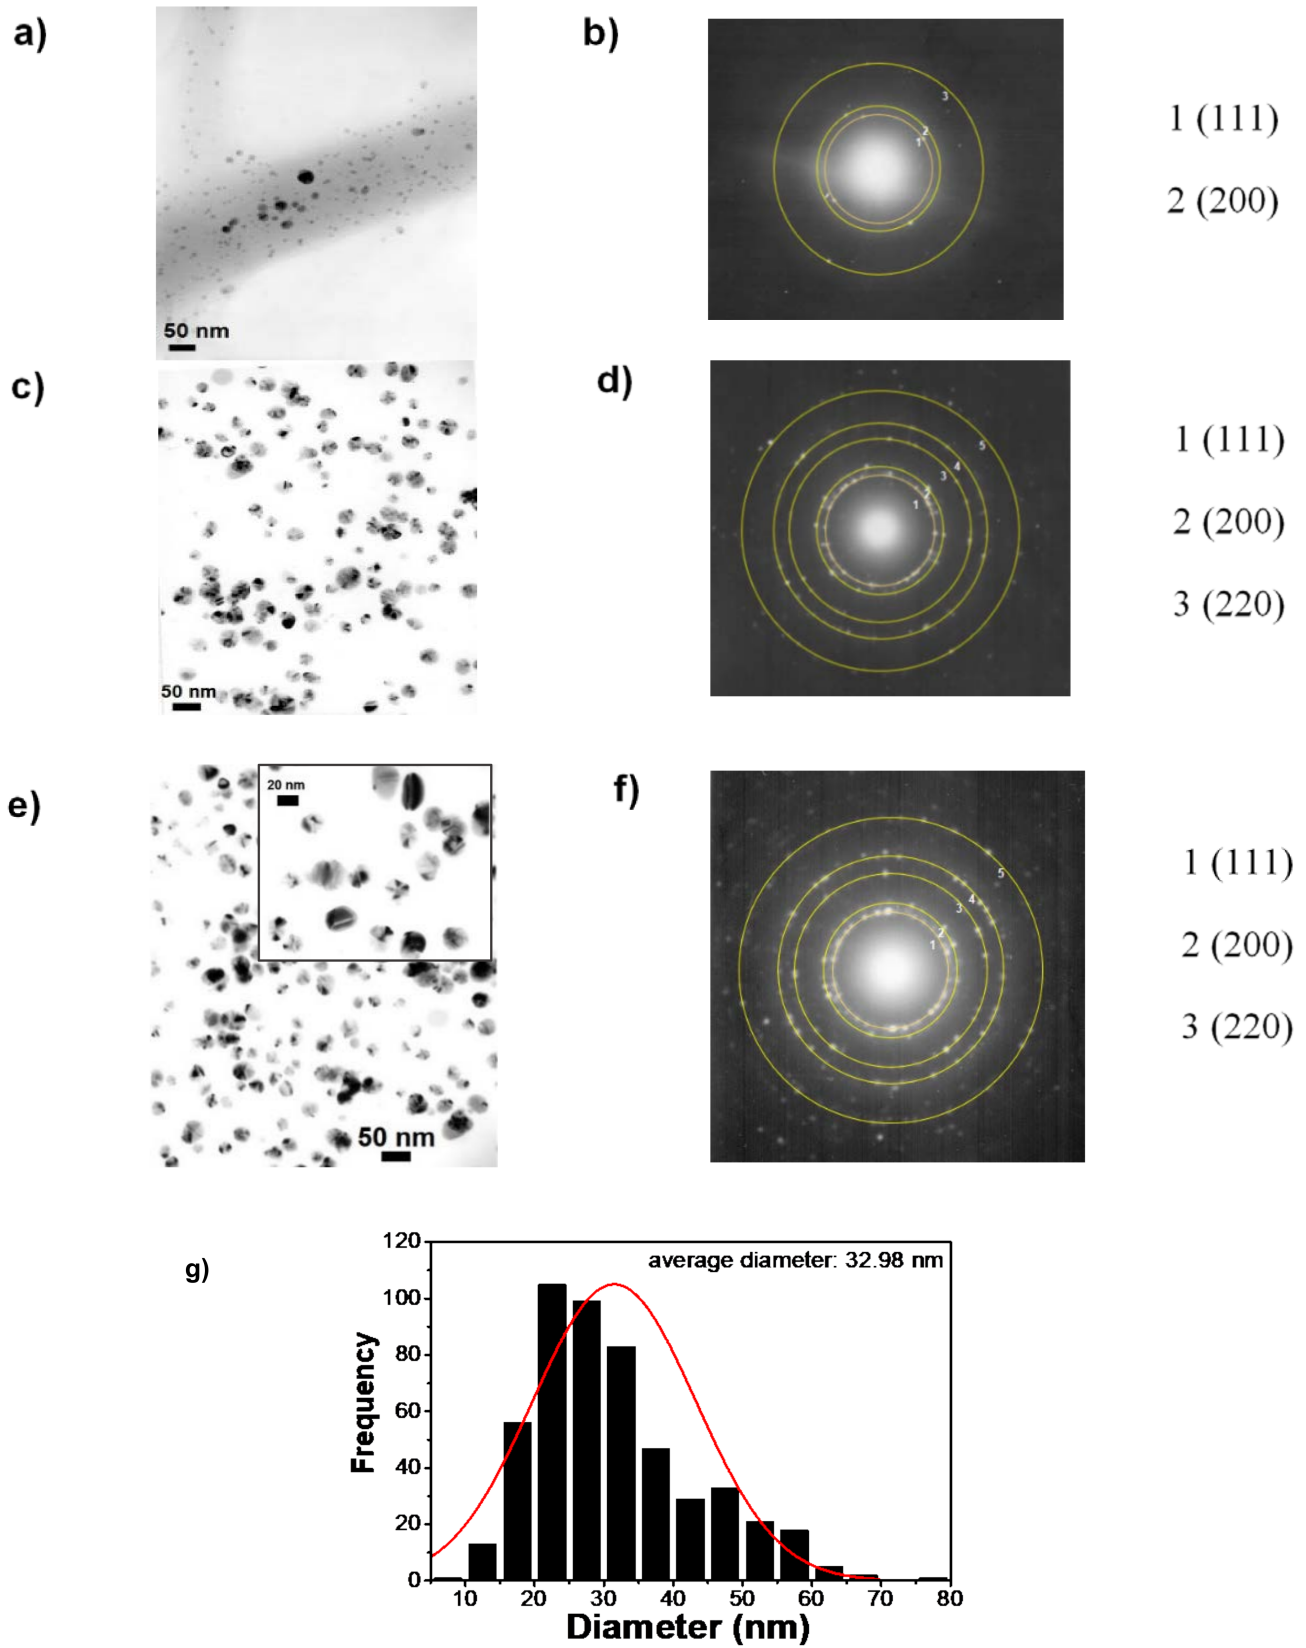 a)
50 nm
b)
3
2
1
1 (111)
2 (200)
c)
50 nm
d)
5
4
3
2
1
1 (111)
2 (200)
3 (220)
e)
20 nm
50 nm
f)
5
4
3
2
1
1 (111)
2 (200)
3 (220)
g)
average diameter: 32.98 nm
Frequency
120
100
80
60
40
20
0
10 20 30 40 50 60 70 80
Diameter (nm)